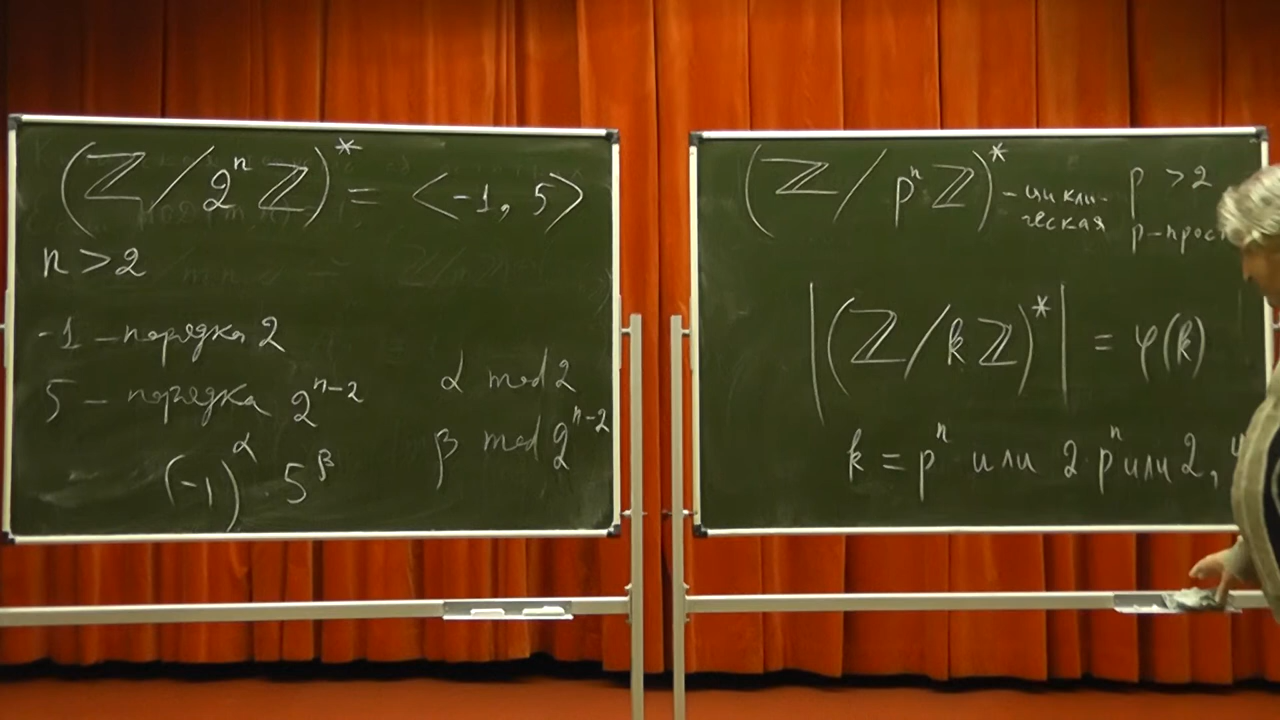 (ℤ/2ⁿℤ)* = <-1, 5>
n > 2
-1 – порядка 2
5 – порядка 2ⁿ⁻²
α mod 2
β mod 2ⁿ⁻²
(-1)^α · 5^β
(ℤ/pⁿℤ)* – цикли-
ческая
p > 2
p – прост
|(ℤ/kℤ)*| = φ(k)
k = pⁿ или 2pⁿ или 2, 4